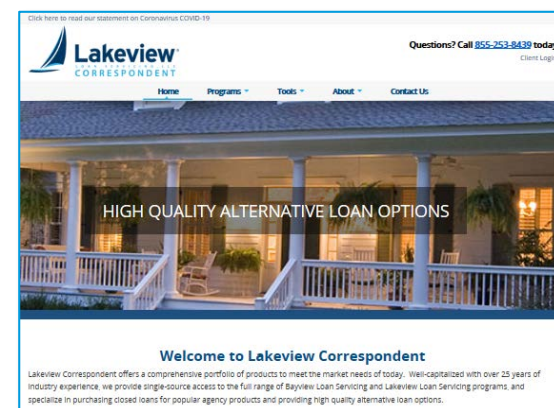 Click here to read our statement on Coronavirus COVID-19
Lakeview
LOAN SERVICING, LLC
CORRESPONDENT
Questions? Call 855-253-8439 today
Client Login
Home Programs Tools About Contact Us
HIGH QUALITY ALTERNATIVE LOAN OPTIONS
Welcome to Lakeview Correspondent
Lakeview Correspondent offers a comprehensive portfolio of products to meet the market needs of today. Well-capitalized with over 25 years of
industry experience, we provide single-source access to the full range of Bayview Loan Servicing and Lakeview Loan Servicing programs, and
specialize in purchasing closed loans for popular agency products and providing high quality alternative loan options.